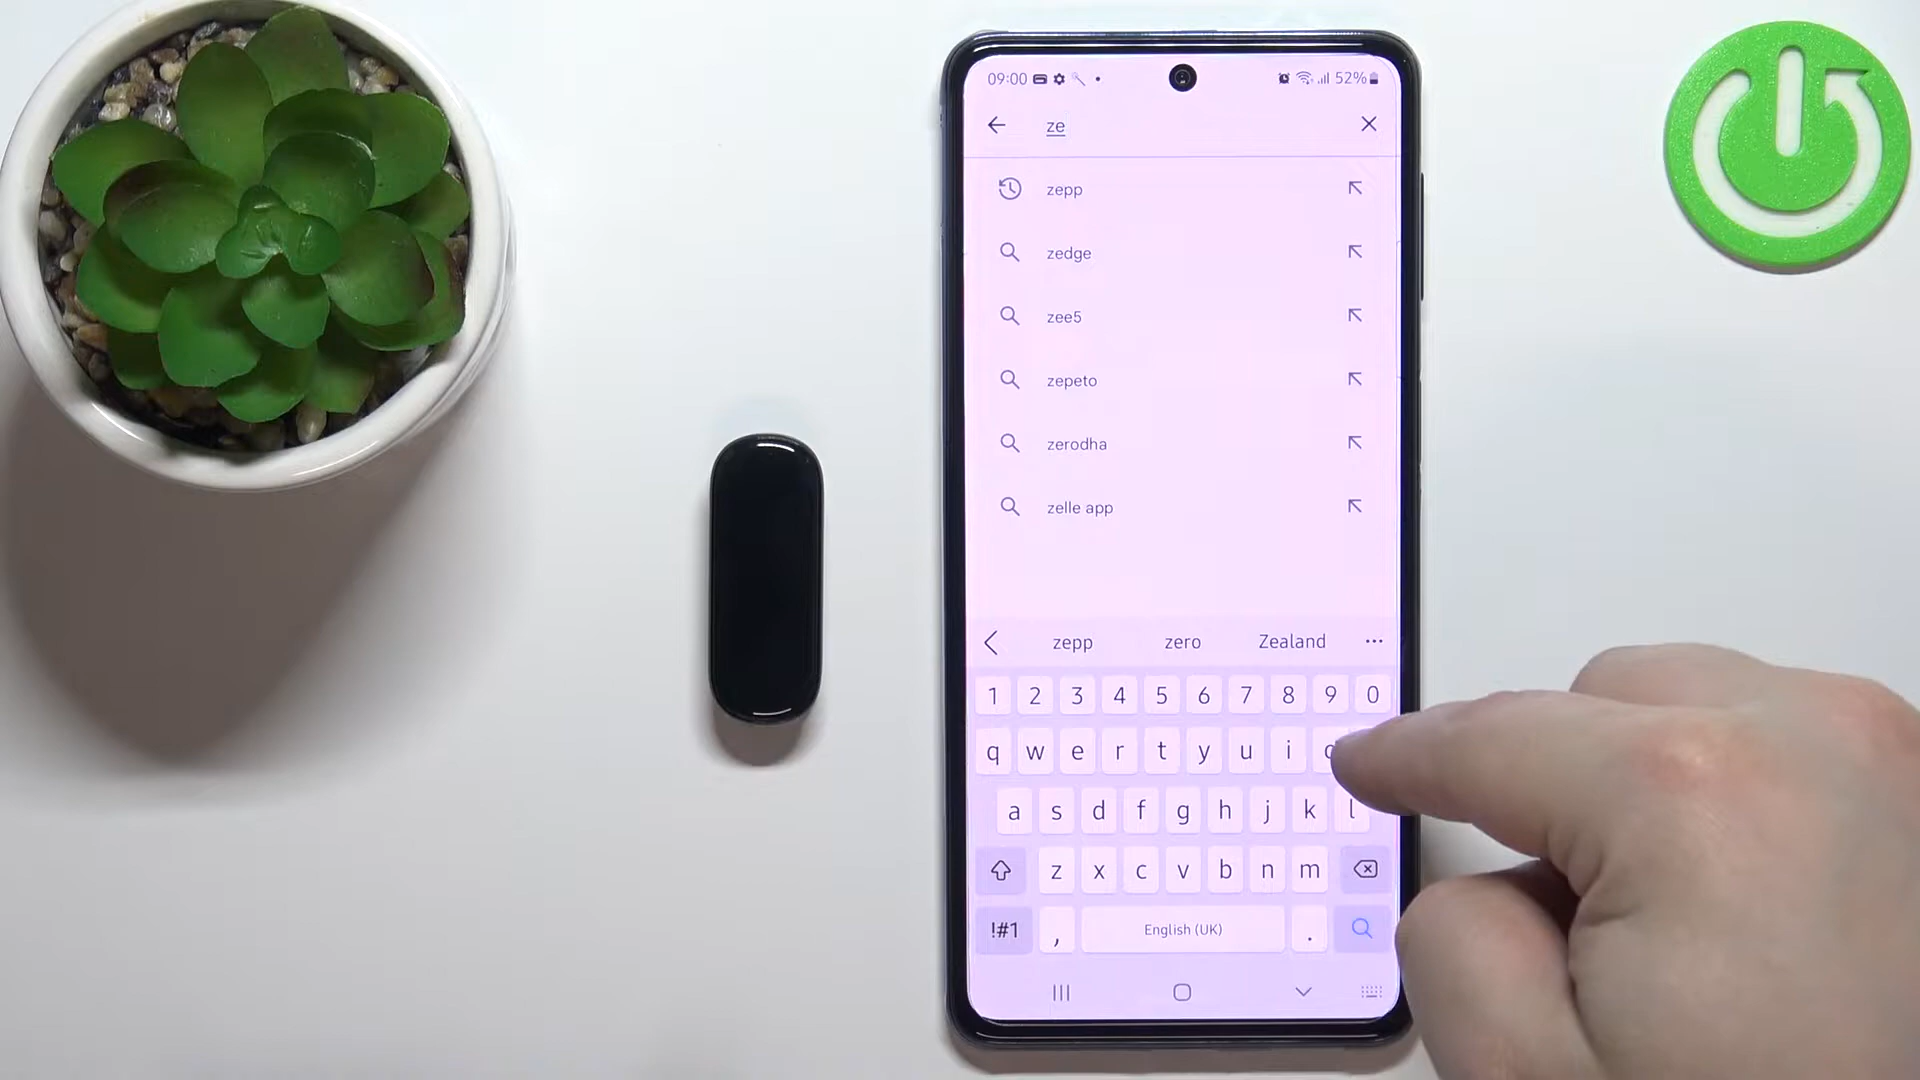 09:00 52%
ze
zepp
zedge
zee5
zepeto
zerodha
zelle app
zepp zero Zealand
1 2 3 4 5 6 7 8 9 0
q w e r t y u i
a s d f g h j k l
z x c v b n m
!#1 , English (UK) .